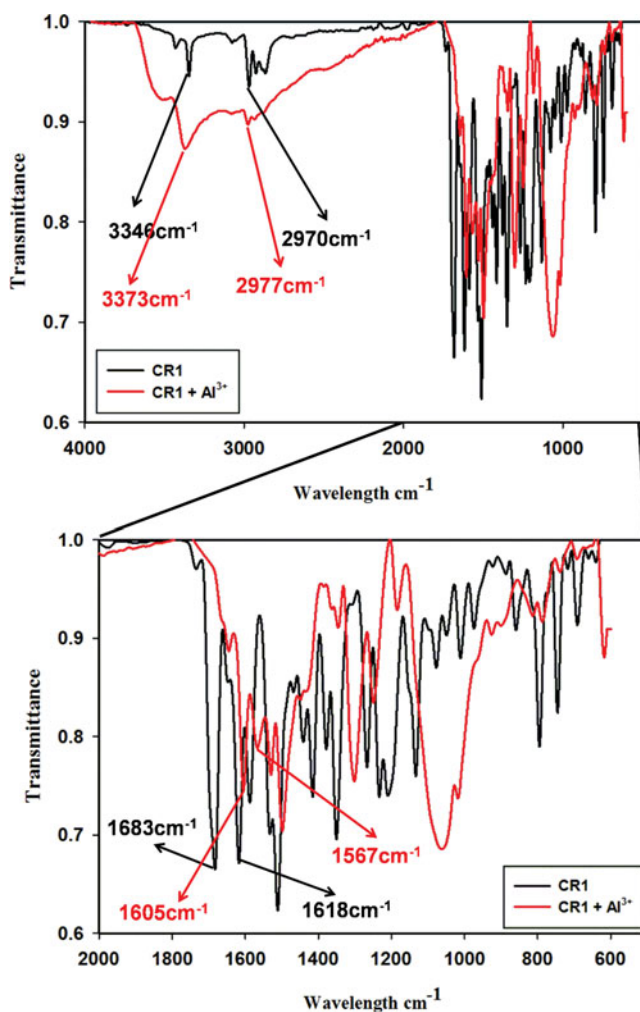 1.0
0.9
0.8
0.7
0.6
Transmittance
3346cm-1
2970cm-1
3373cm-1
2977cm-1
CR1
CR1 + Al3+
4000
3000
2000
1000
Wavelength cm-1
1.0
0.9
0.8
0.7
0.6
Transmittance
1683cm-1
1567cm-1
1605cm-1
1618cm-1
CR1
CR1 + Al3+
2000
1800
1600
1400
1200
1000
800
600
Wavelength cm-1